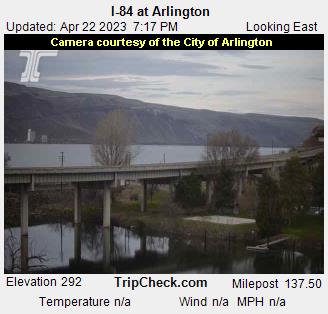 I-84 at Arlington
Updated: Apr 22 2023 7:17 PM Looking East
Camera courtesy of the City of Arlington
Elevation 292 TripCheck.com Milepost 137.50
Temperature n/a Wind n/a MPH n/a